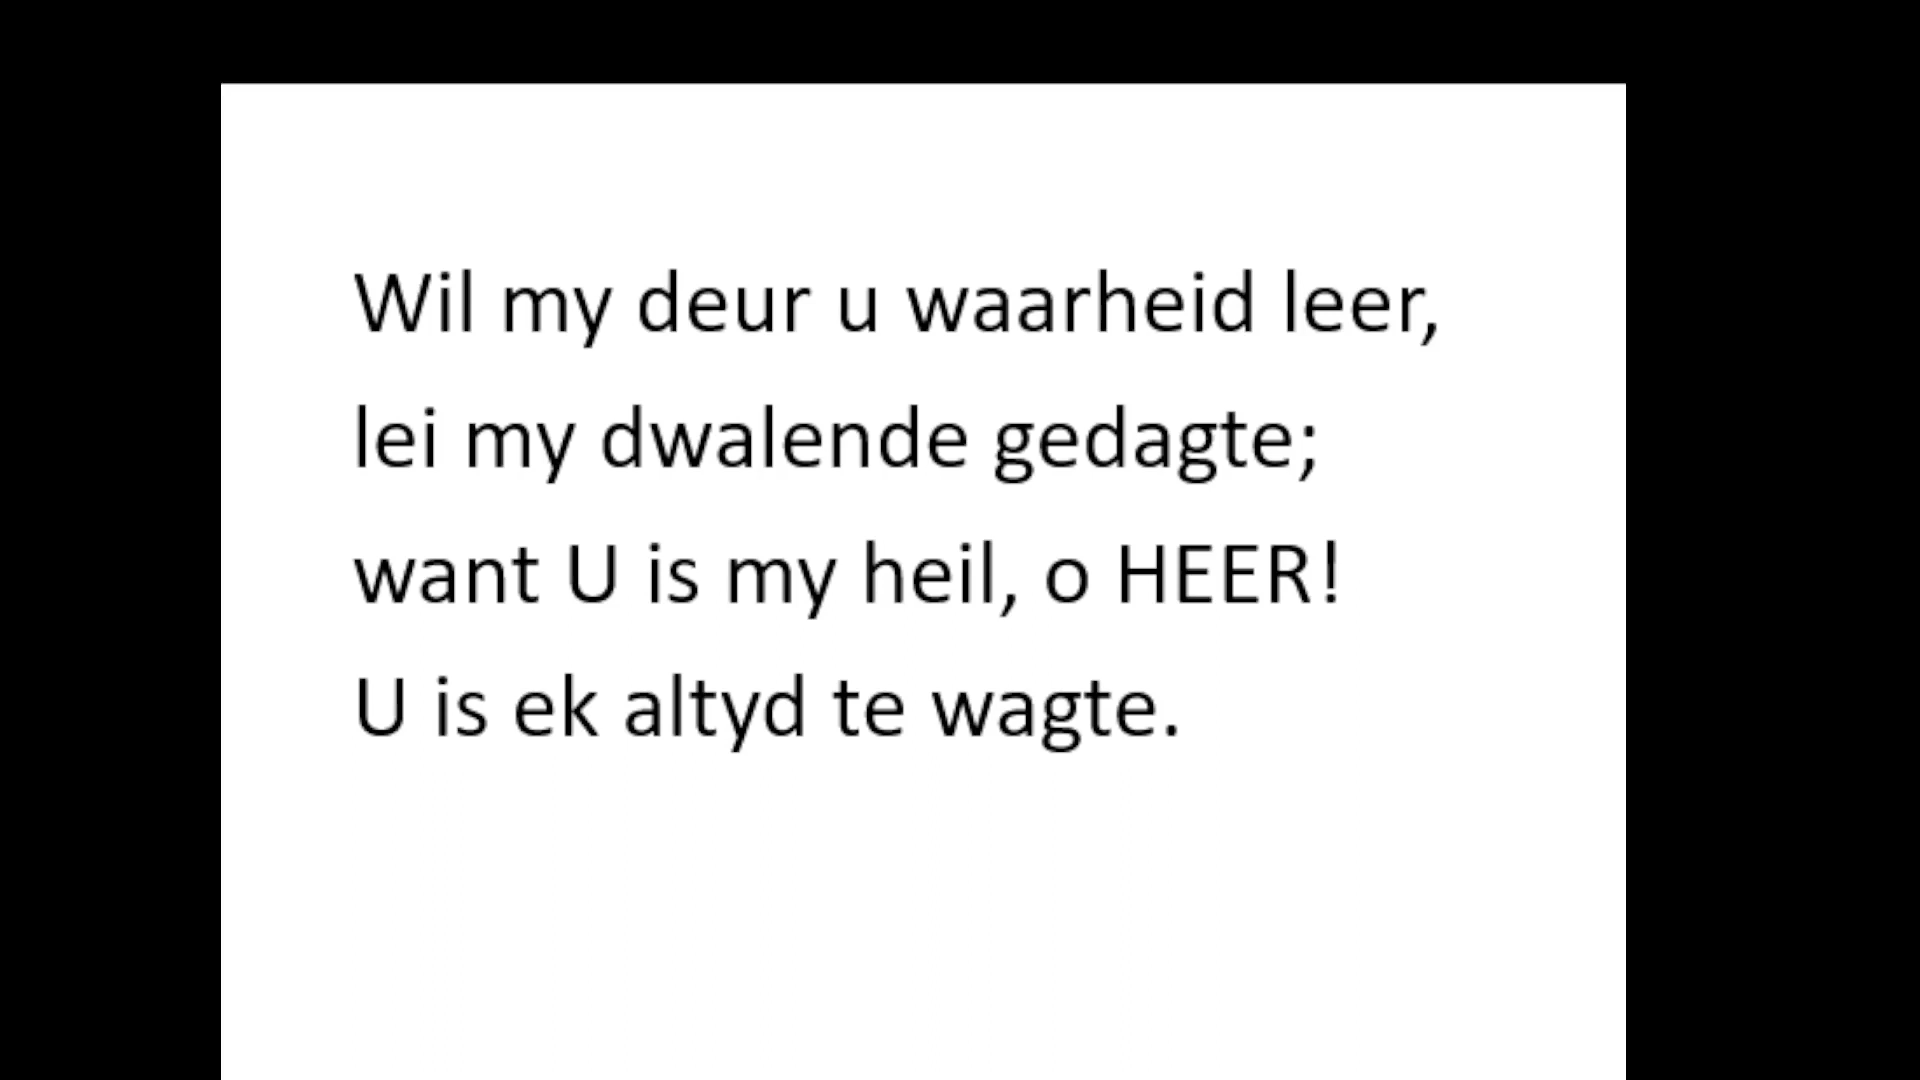 Wil my deur u waarheid leer,
lei my dwalende gedagte;
want U is my heil, o HEER!
U is ek altyd te wagte.